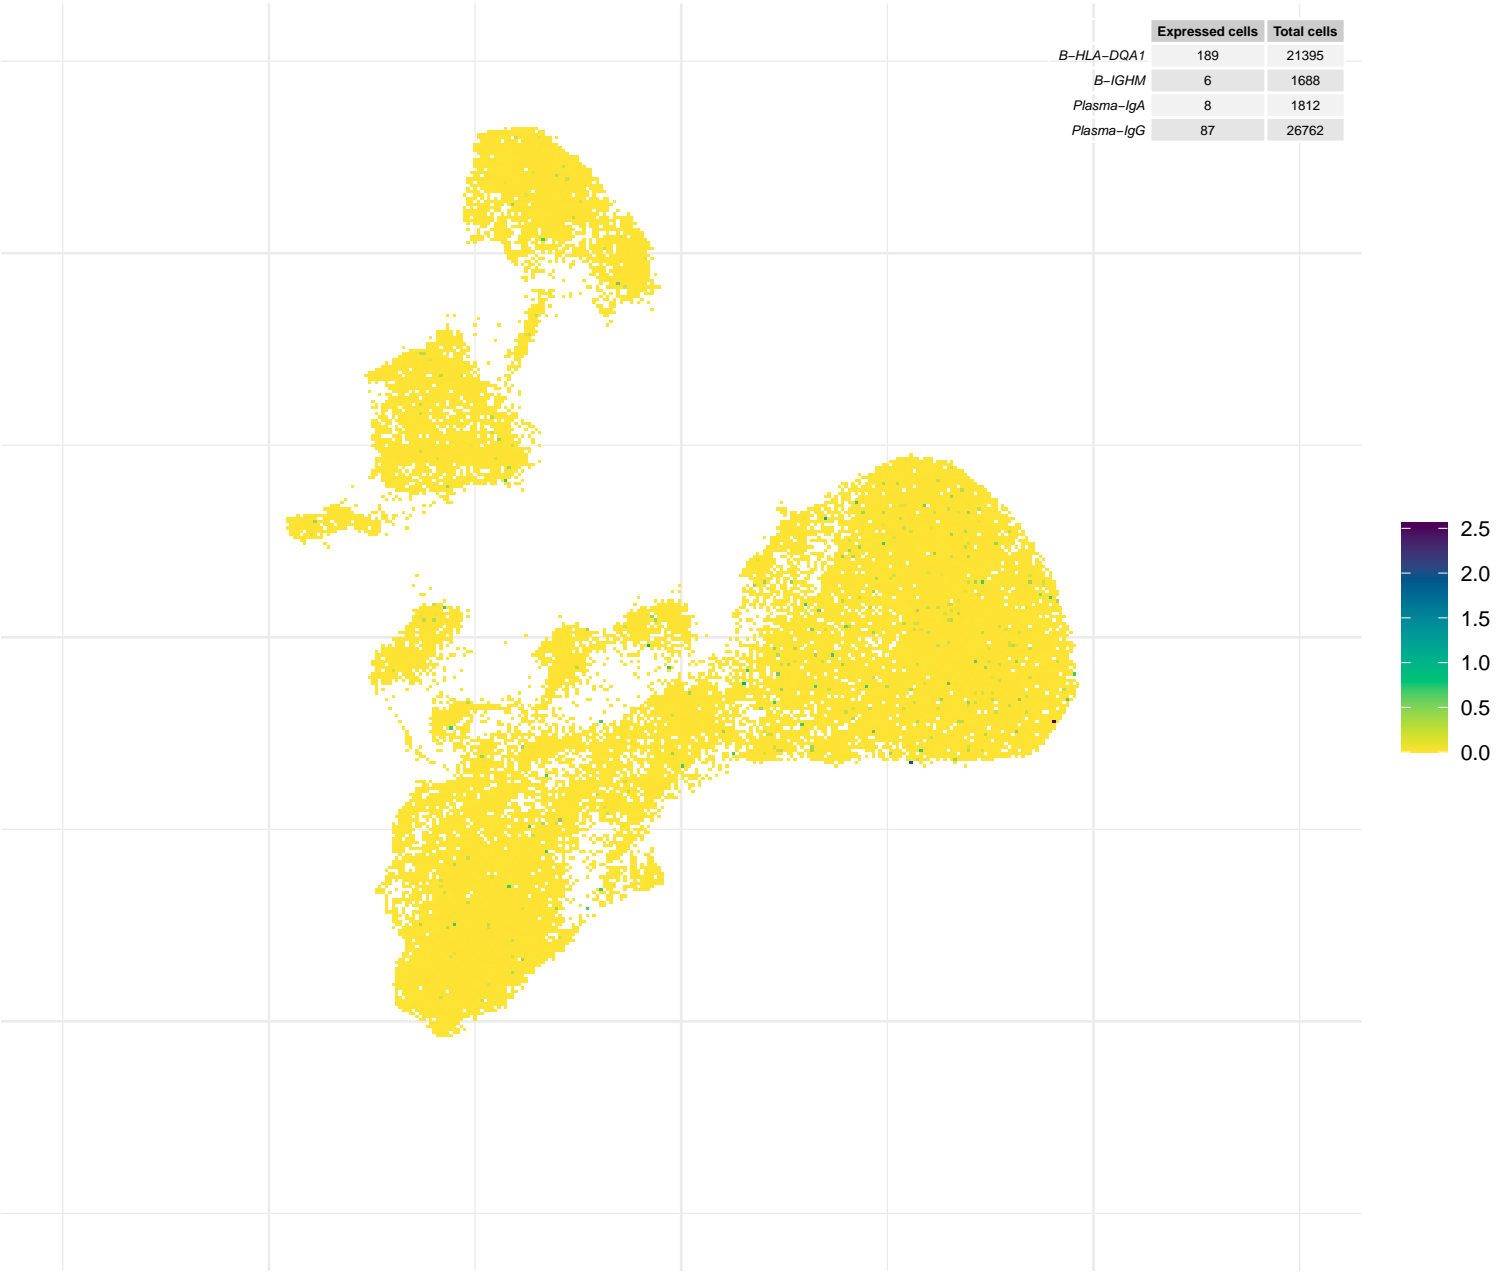 Expressed cells Total cells
B−HLA−DQA1 189 21395
B−IGHM 6 1688
Plasma−IgA 8 1812
Plasma−IgG 87 26762
2.5
2.0
1.5
1.0
0.5
0.0